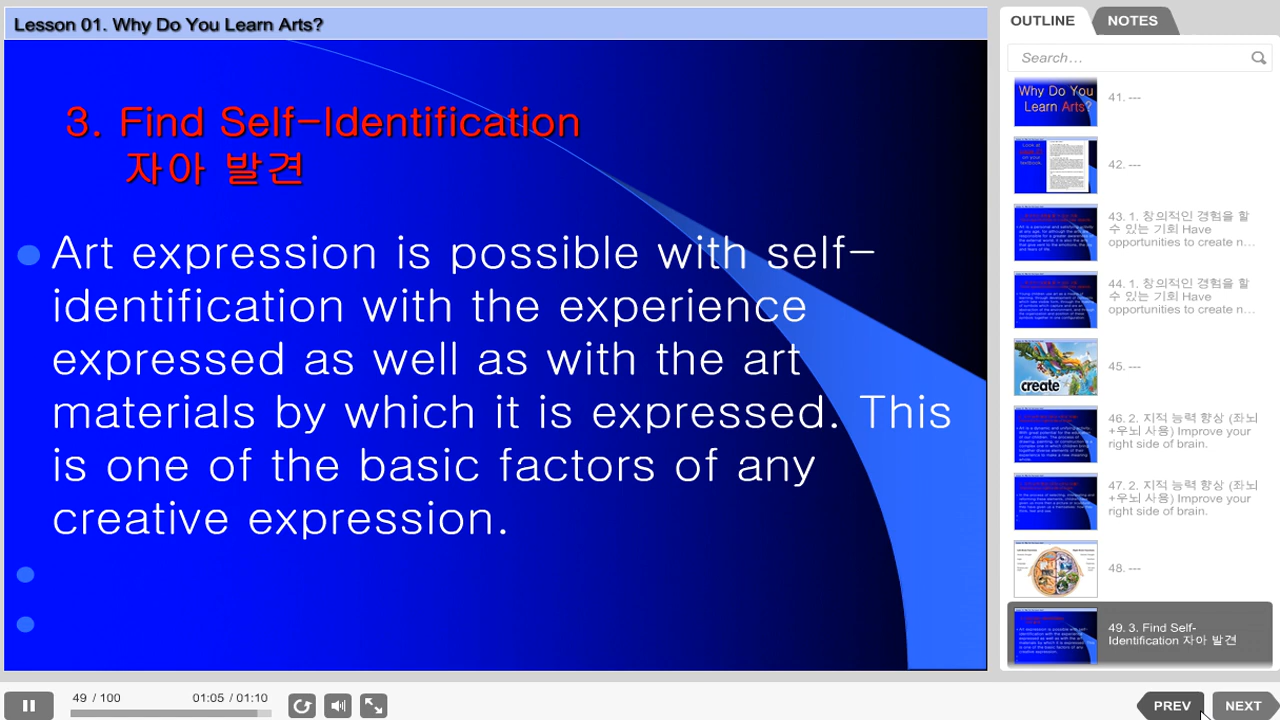 Lesson 01. Why Do You Learn Arts?
3. Find Self-Identification
자아 발견
Art expression is possible with self-
identification with the experience
expressed as well as with the art
materials by which it is expressed. This
is one of the basic factors of any
creative expression.
OUTLINE
NOTES
Search...
Why Do You
Learn Arts?
41. ---
42. ---
43. 1. 창의적인 경험을 할
수 있는 기회 Have
opportunities to create n...
44. 1. 창의적인 경험을 할
수 있는 기회 Have
opportunities to create n...
create
45. ---
46. 2. 지적 능력 향상 (좌뇌
+우뇌 사용) Improve your
right side of brain.
47. 2. 지적 능력 향상 (좌뇌
+우뇌 사용) Improve your
right side of brain.
48. ---
49. 3. Find Self-
Identification 자아 발견
49 / 100
01:05 / 01:10
PREV
NEXT